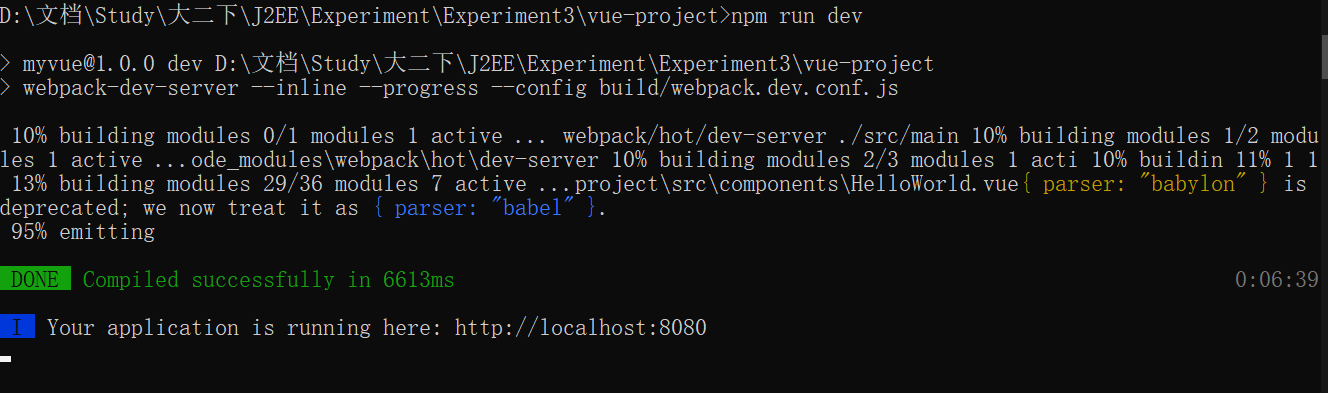 D:\文档\Study\大二下\J2EE\Experiment\Experiment3\vue-project>npm run dev
> myvue@1.0.0 dev D:\文档\Study\大二下\J2EE\Experiment\Experiment3\vue-project
> webpack-dev-server --inline --progress --config build/webpack.dev.conf.js
10% building modules 0/1 modules 1 active ... webpack/hot/dev-server ./src/main 10% building modules 1/2 modu
les 1 active ...ode_modules\webpack\hot\dev-server 10% building modules 2/3 modules 1 acti 10% buildin 11% 1 1
13% building modules 29/36 modules 7 active ...project\src\components\HelloWorld.vue{ parser: "babylon" } is
deprecated; we now treat it as { parser: "babel" }.
95% emitting
DONE Compiled successfully in 6613ms 0:06:39
I Your application is running here: http://localhost:8080